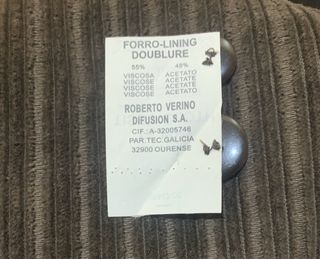 FORRO-LINING
DOUBLURE
55% 45%
VISCOSA ACETATO
VISCOSE ACETATE
VISCOSE ACETATE
VISCOSE ACETATO
ROBERTO VERINO
DIFUSION S.A.
CIF.:A-32005746
PAR.TEC.GALICIA
32900 OURENSE